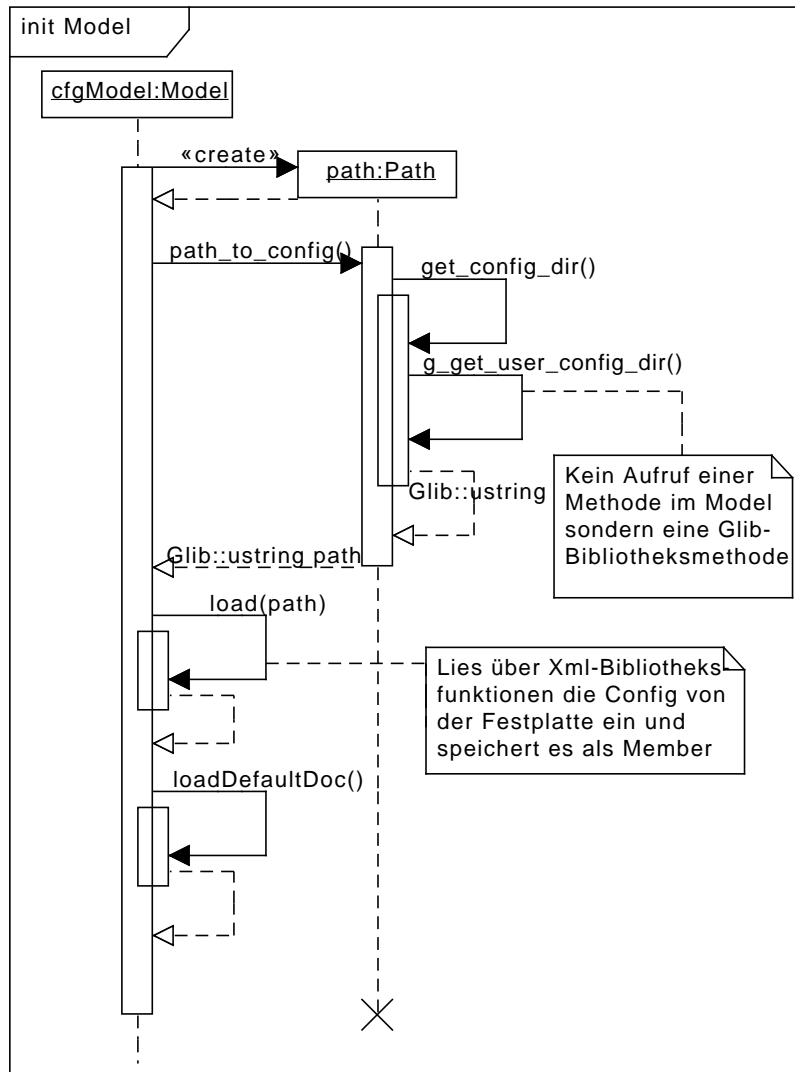 init Model
cfgModel:Model
«create»
path:Path
path_to_config()
get_config_dir()
g_get_user_config_dir()
Kein Aufruf einer
Methode im Model
sondern eine Glib-
Bibliotheksmethode
Glib::ustring
Glib::ustring path
load(path)
Lies über Xml-Bibliotheks-
funktionen die Config von
der Festplatte ein und
speichert es als Member
loadDefaultDoc()